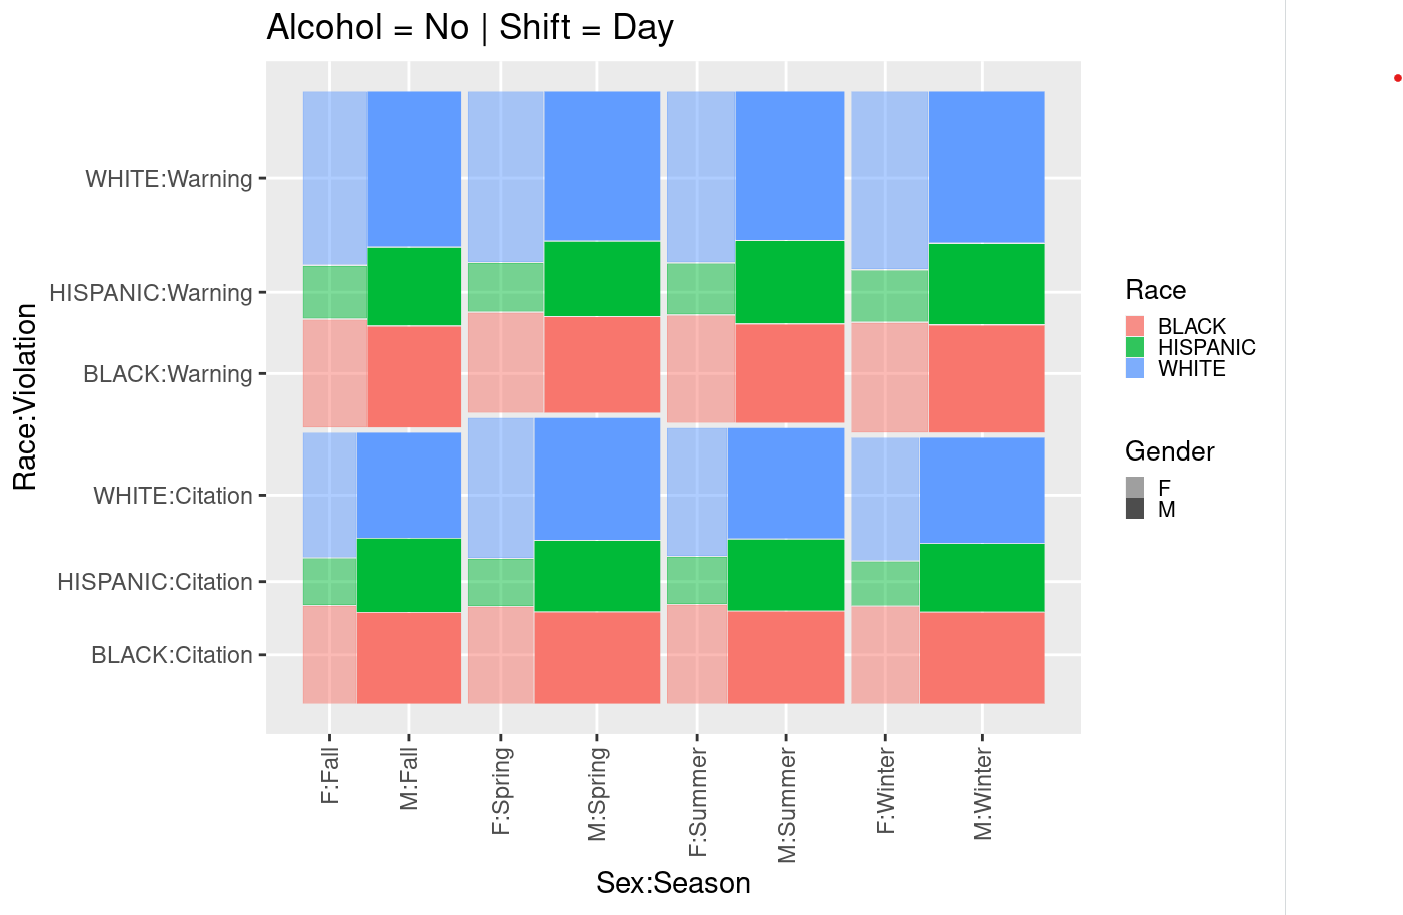 Alcohol = No | Shift = Day
WHITE:Warning
HISPANIC:Warning
BLACK:Warning
WHITE:Citation
HISPANIC:Citation
BLACK:Citation
Race:Violation
F:Fall
M:Fall
F:Spring
M:Spring
F:Summer
M:Summer
F:Winter
M:Winter
Sex:Season
Race
BLACK
HISPANIC
WHITE
Gender
F
M